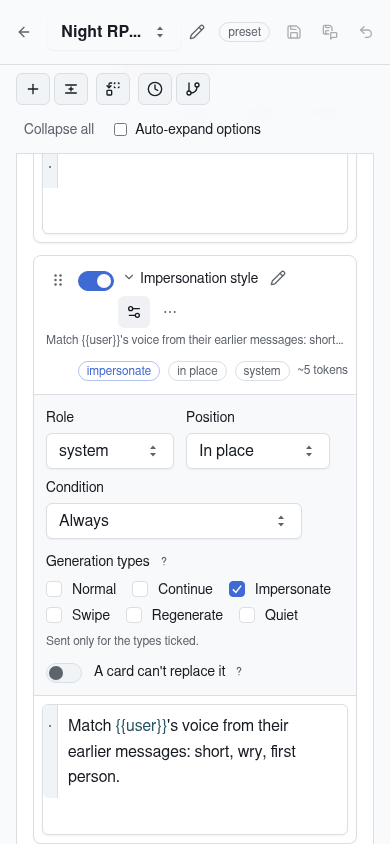 Night RP...
preset
Collapse all
Auto-expand options
Impersonation style
...
Match {{user}}'s voice from their earlier messages: short...
impersonate
in place
system
~5 tokens
Role
Position
system
In place
Condition
Always
Generation types ?
Normal
Continue
Impersonate
Swipe
Regenerate
Quiet
Sent only for the types ticked.
A card can't replace it ?
Match {{user}}'s voice from their
earlier messages: short, wry, first
person.